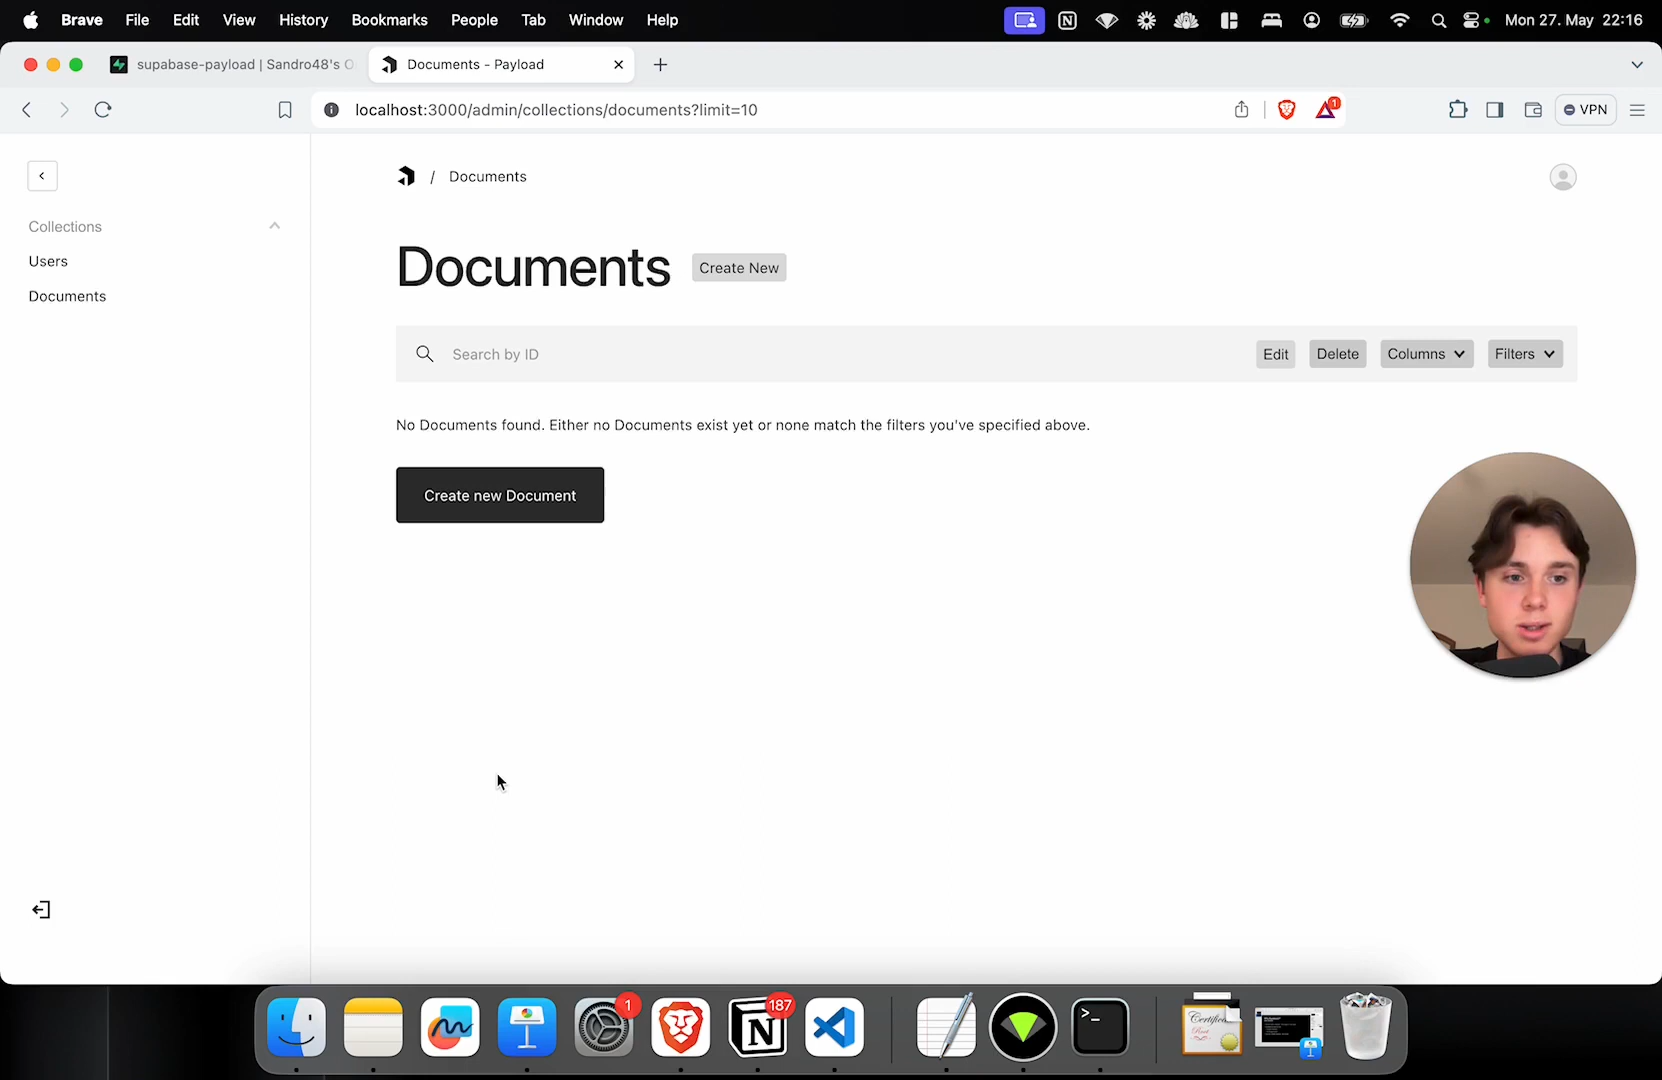 Brave File Edit View History Bookmarks People Tab Window Help Mon 27. May 22:16
supabase-payload | Sandro48's O Documents - Payload
localhost:3000/admin/collections/documents?limit=10 1 VPN
/ Documents
Collections
Users
Documents
Documents Create New
Search by ID Edit Delete Columns Filters
No Documents found. Either no Documents exist yet or none match the filters you've specified above.
Create new Document
1 187
>_